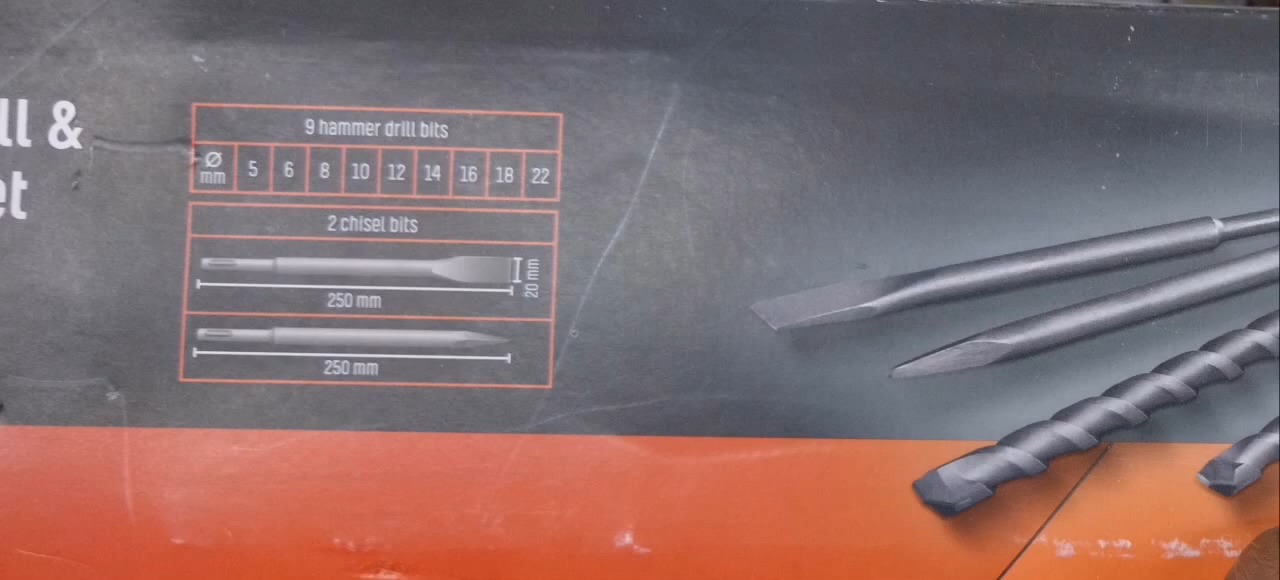 ll &
et
9 hammer drill bits
Ø mm 5 6 8 10 12 14 16 18 22
2 chisel bits
20 mm
250 mm
250 mm